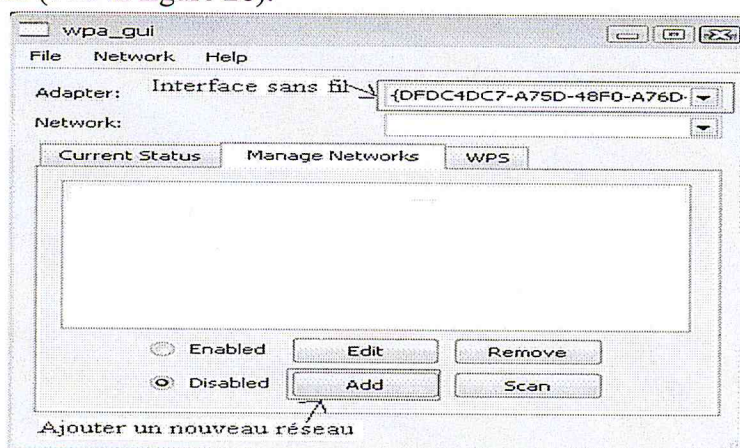 wpa_gui
File Network Help
Adapter: Interface sans fil {DFDC4DC7-A75D-48F0-A76D-
Network:
Current Status Manage Networks WPS
Enabled Edit Remove
Disabled Add Scan
Ajouter un nouveau réseau